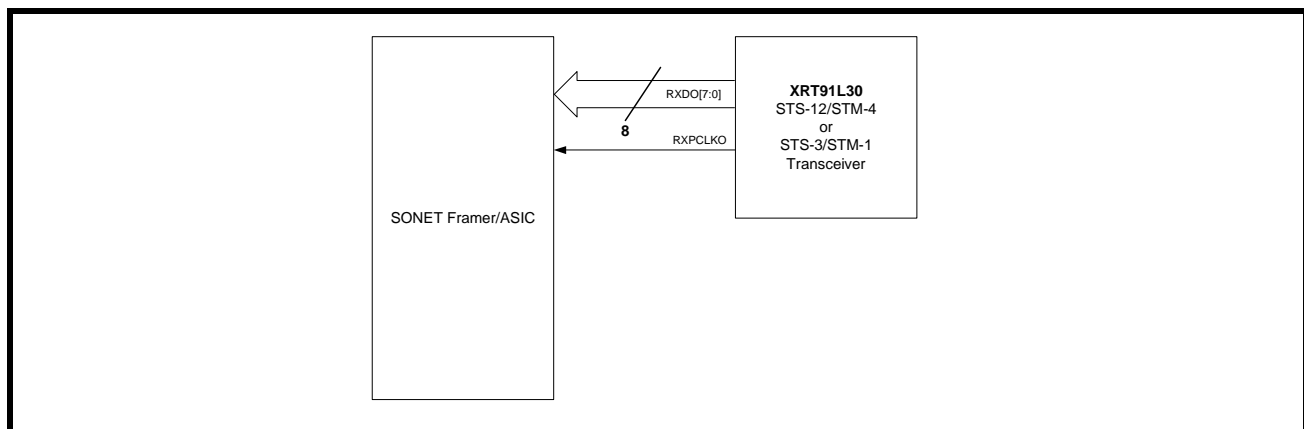 RXDO[7:0]
8
RXPCLKO
XRT91L30
STS-12/STM-4
or
STS-3/STM-1
Transceiver
SONET Framer/ASIC